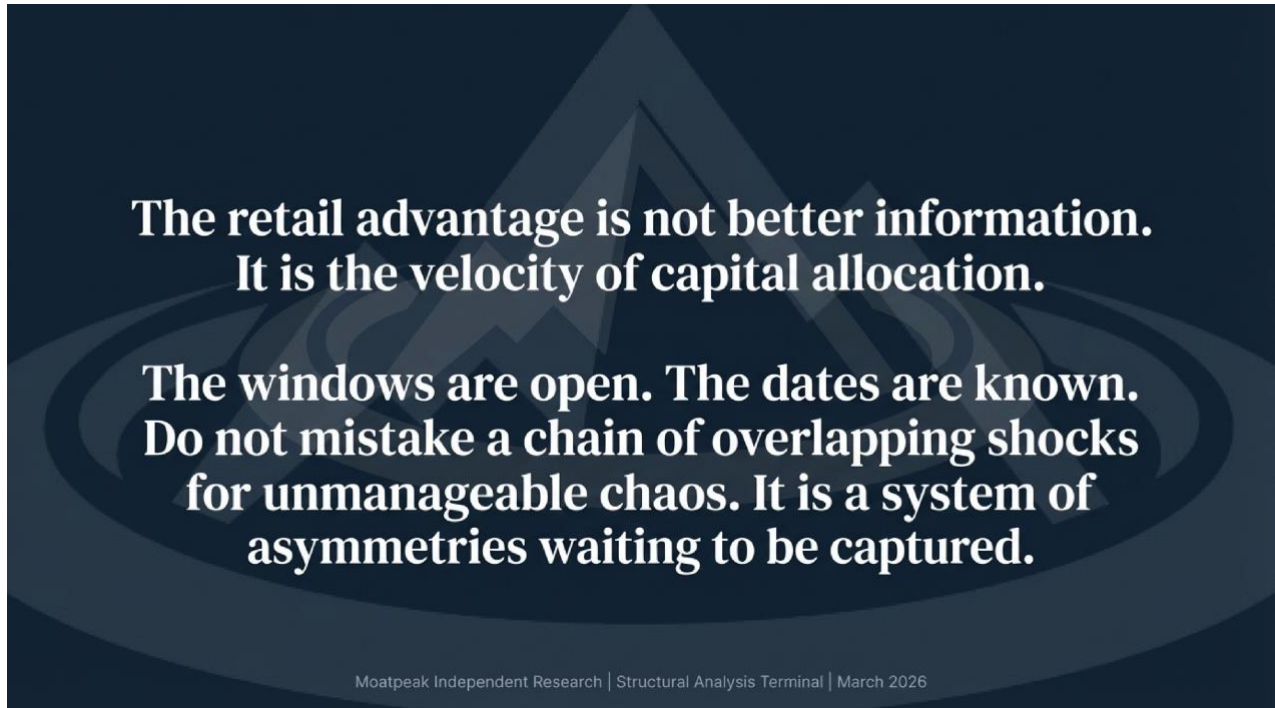 The retail advantage is not better information.
It is the velocity of capital allocation.
The windows are open. The dates are known.
Do not mistake a chain of overlapping shocks
for unmanageable chaos. It is a system of
asymmetries waiting to be captured.
Moatpeak Independent Research | Structural Analysis Terminal | March 2026